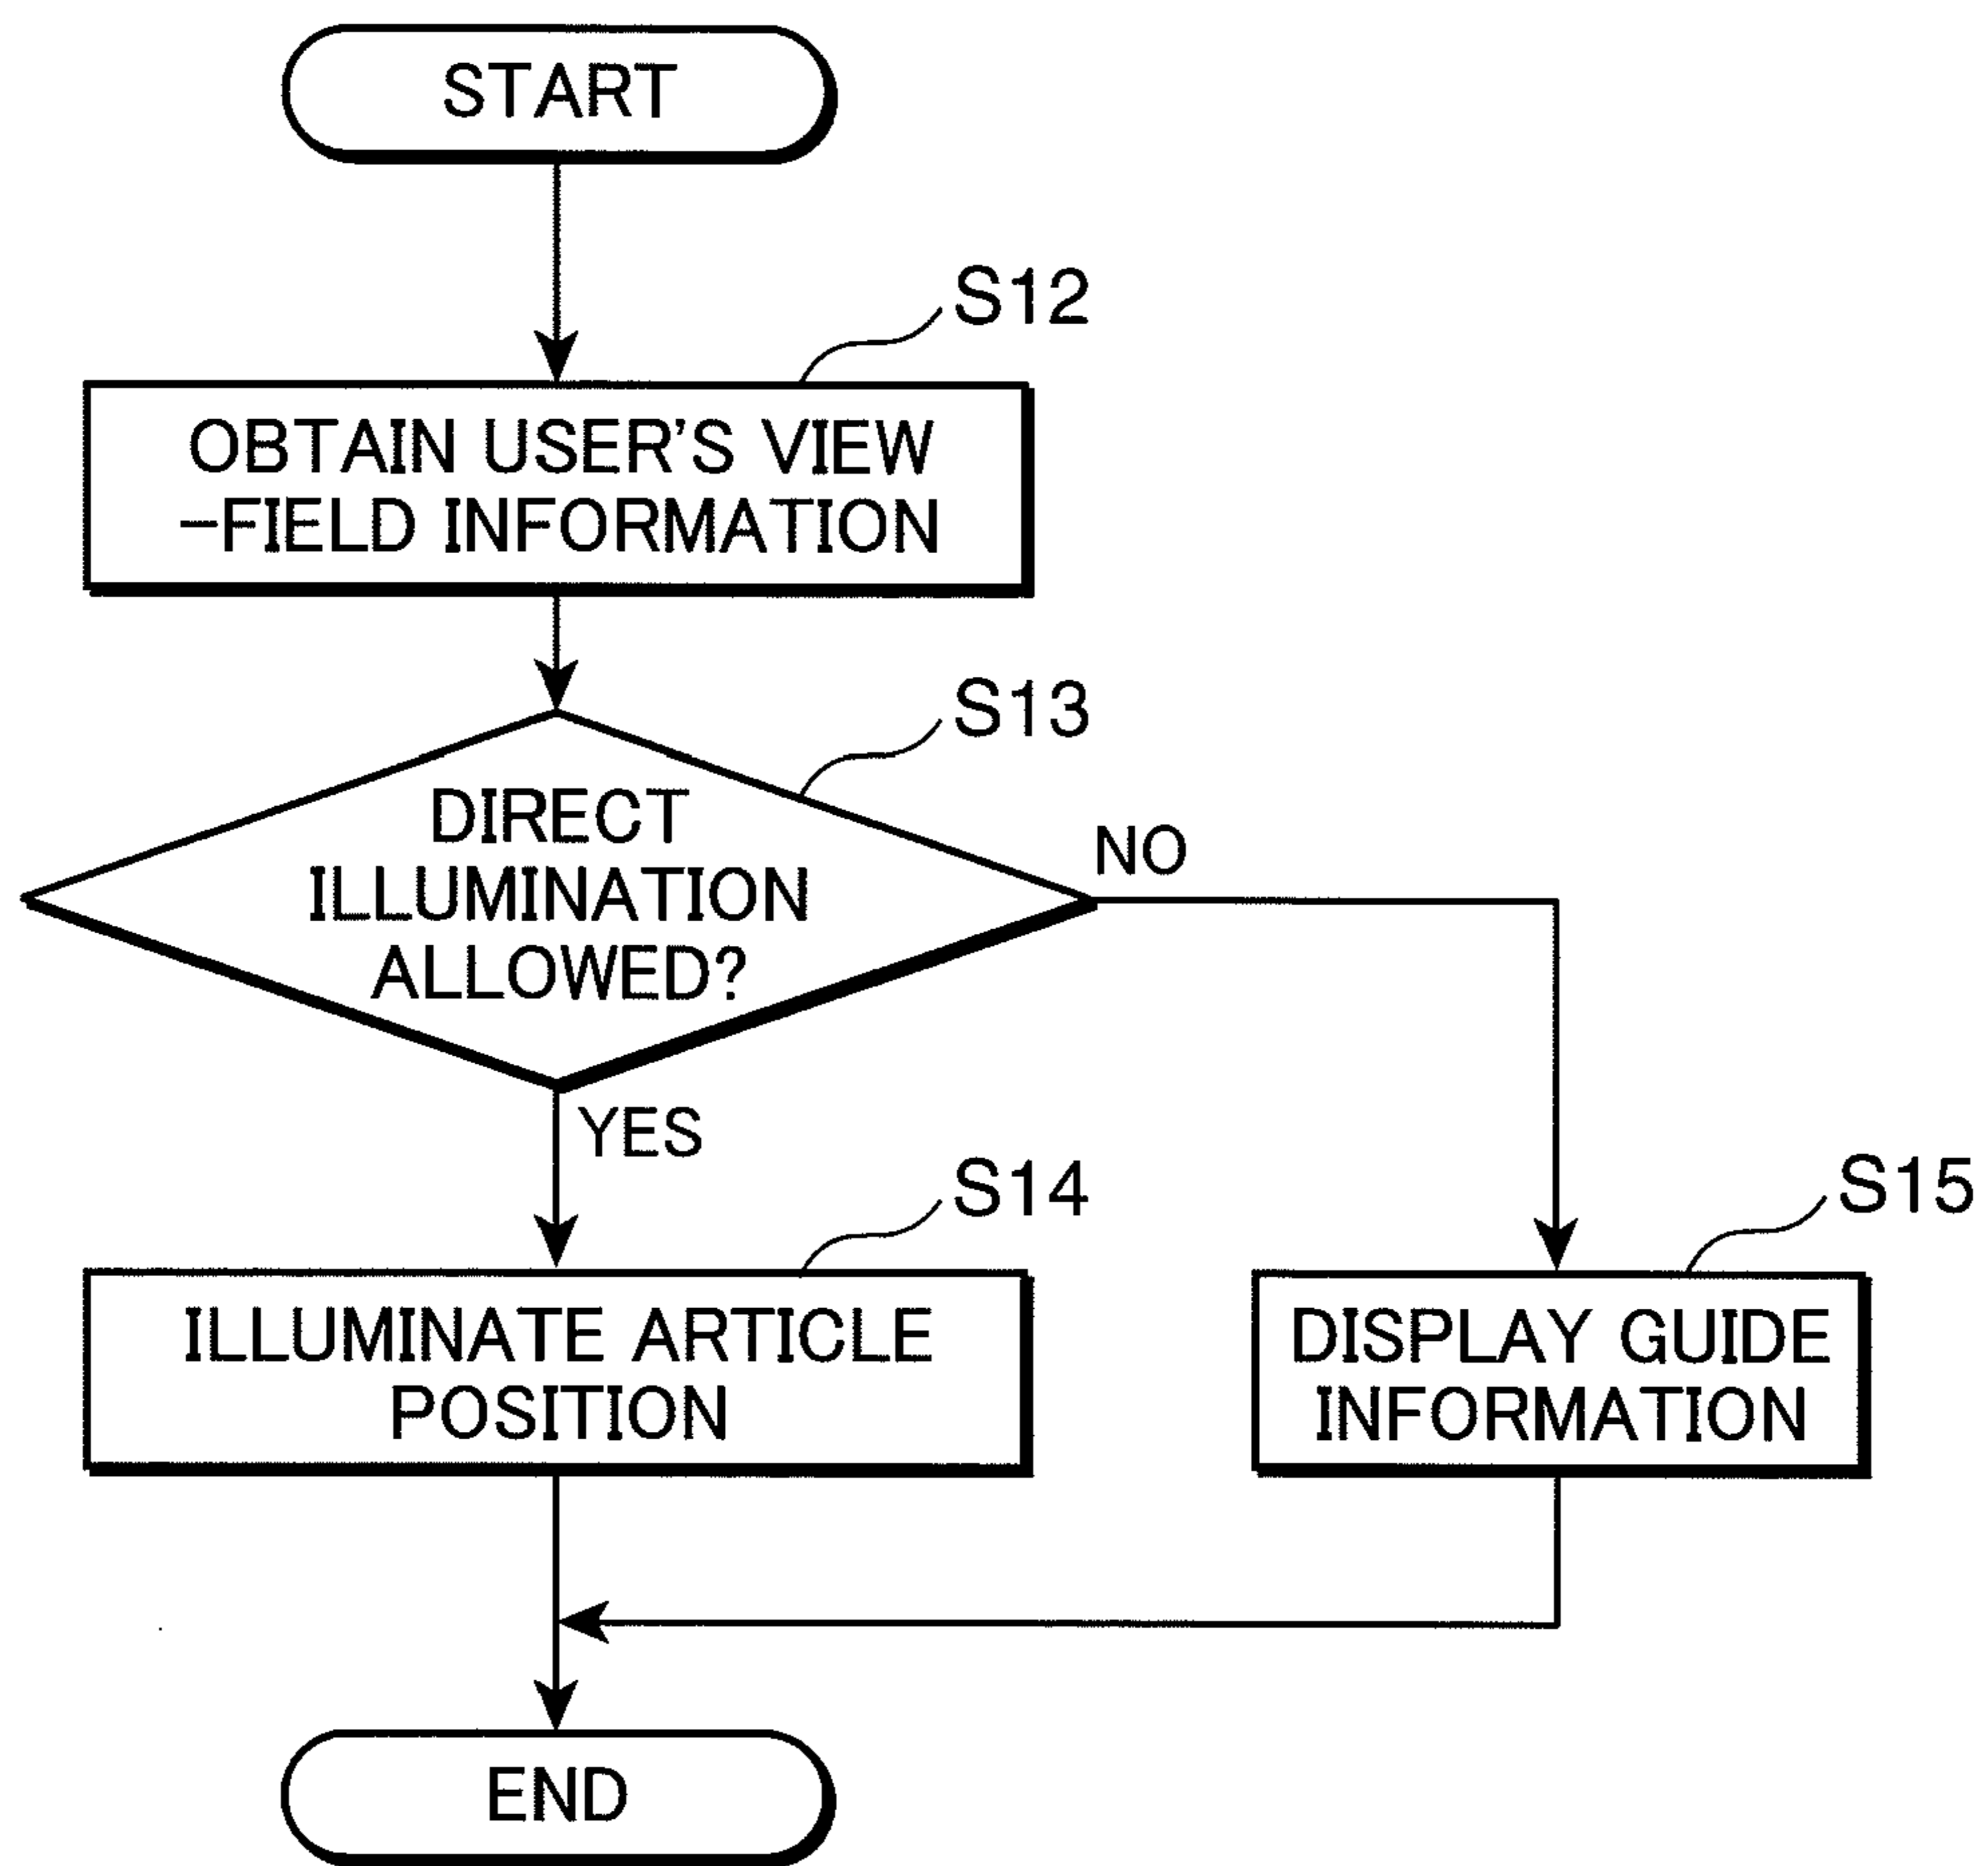 START
S12
OBTAIN USER'S VIEW
-FIELD INFORMATION
S13
DIRECT
ILLUMINATION
ALLOWED?
NO
YES
S14
S15
ILLUMINATE ARTICLE
POSITION
DISPLAY GUIDE
INFORMATION
END